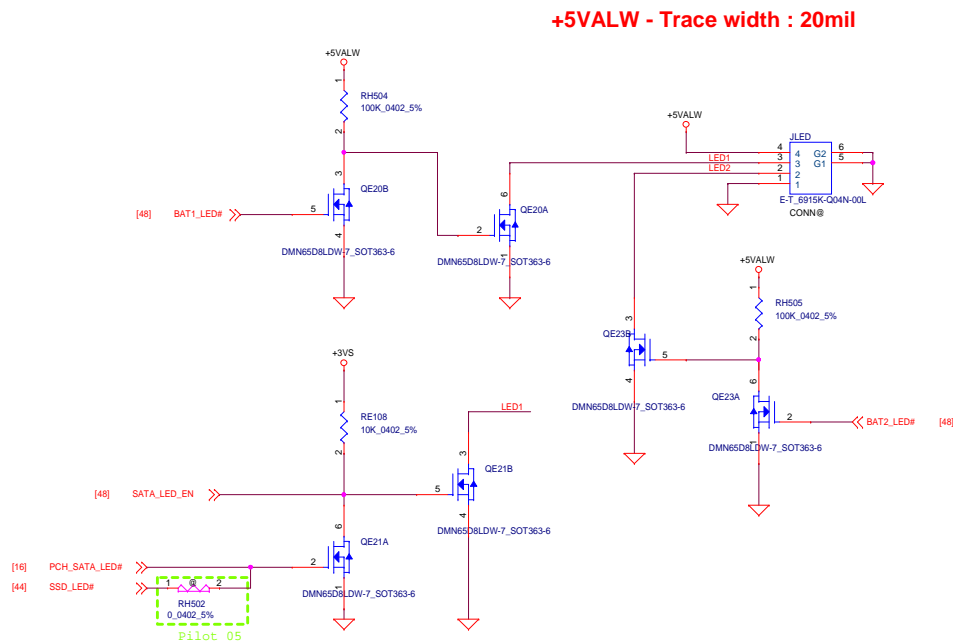 +5VALW - Trace width : 20mil
+5VALW
1
RH504
100K_0402_5%
2
+5VALW
JLED
4 4 G2 6
LED1 3 3 G1 5
LED2 2 2
1 1
E-T_6915K-Q04N-00L
CONN@
3
QE20B
[48] BAT1_LED# 5
4
DMN65D8LDW-7_SOT363-6
6
QE20A
2
1
DMN65D8LDW-7_SOT363-6
+5VALW
1
RH505
100K_0402_5%
2
3
QE23B
5
4
DMN65D8LDW-7_SOT363-6
6
QE23A
2 BAT2_LED# [48]
1
DMN65D8LDW-7_SOT363-6
+3VS
1
RE108
10K_0402_5%
2
LED1
3
QE21B
[48] SATA_LED_EN 5
4
DMN65D8LDW-7_SOT363-6
6
QE21A
[16] PCH_SATA_LED# 2
1
DMN65D8LDW-7_SOT363-6
[44] SSD_LED# 1 @ 2
RH502
0_0402_5%
Pilot 05